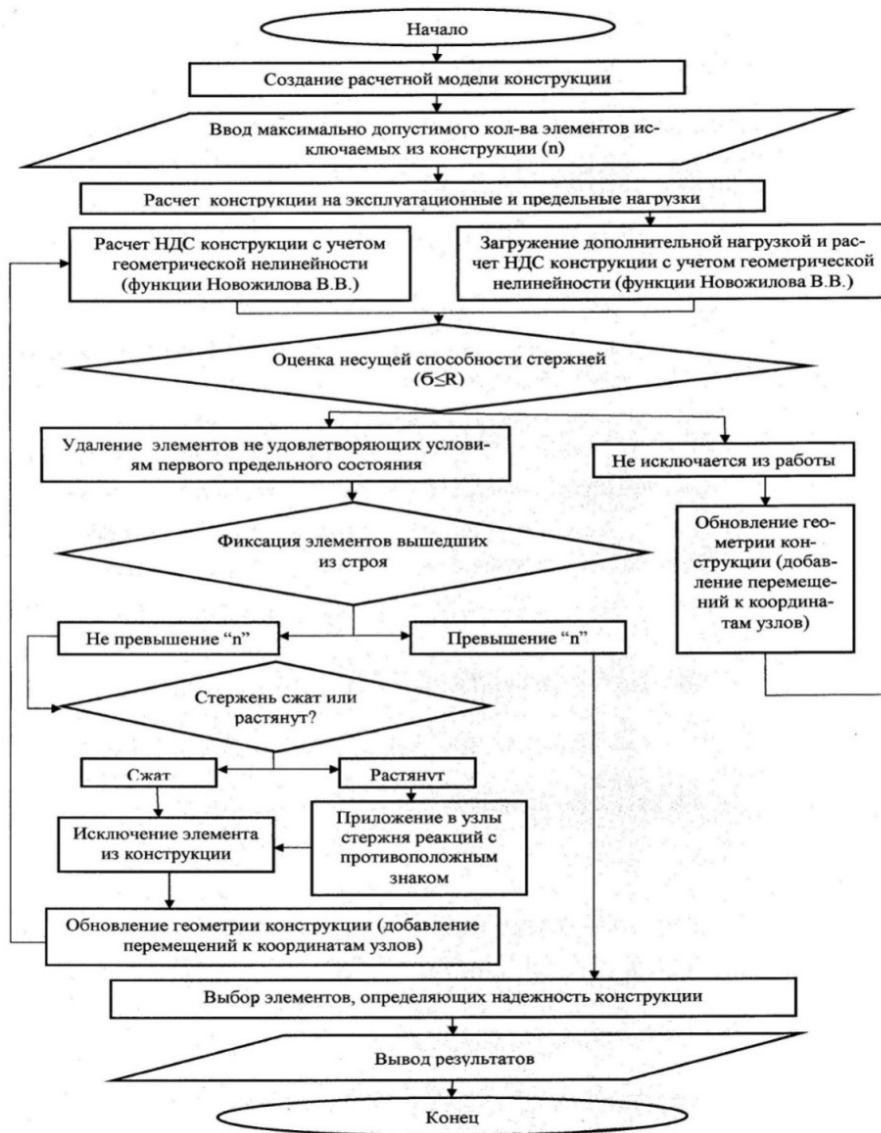 Начало
Создание расчетной модели конструкции
Ввод максимально допустимого кол-ва элементов ис-
ключаемых из конструкции (n)
Расчет конструкции на эксплуатационные и предельные нагрузки
Расчет НДС конструкции с учетом
геометрической нелинейности
(функции Новожилова В.В.)
Загружение дополнительной нагрузкой и рас-
чет НДС конструкции с учетом геометрической
нелинейности (функции Новожилова В.В.)
Оценка несущей способности стержней
(Ϭ≤R)
Удаление элементов не удовлетворяющих услови-
ям первого предельного состояния
Не исключается из работы
Фиксация элементов вышедших
из строя
Обновление гео-
метрии кон-
струкции (добав-
ление перемеще-
ний к координа-
там узлов)
Не превышение “n”
Превышение “n”
Стержень сжат или
растянут?
Сжат
Растянут
Исключение элемента
из конструкции
Приложение в узлы
стержня реакций с
противоположным
знаком
Обновление геометрии конструкции (добавление
перемещений к координатам узлов)
Выбор элементов, определяющих надежность конструкции
Вывод результатов
Конец